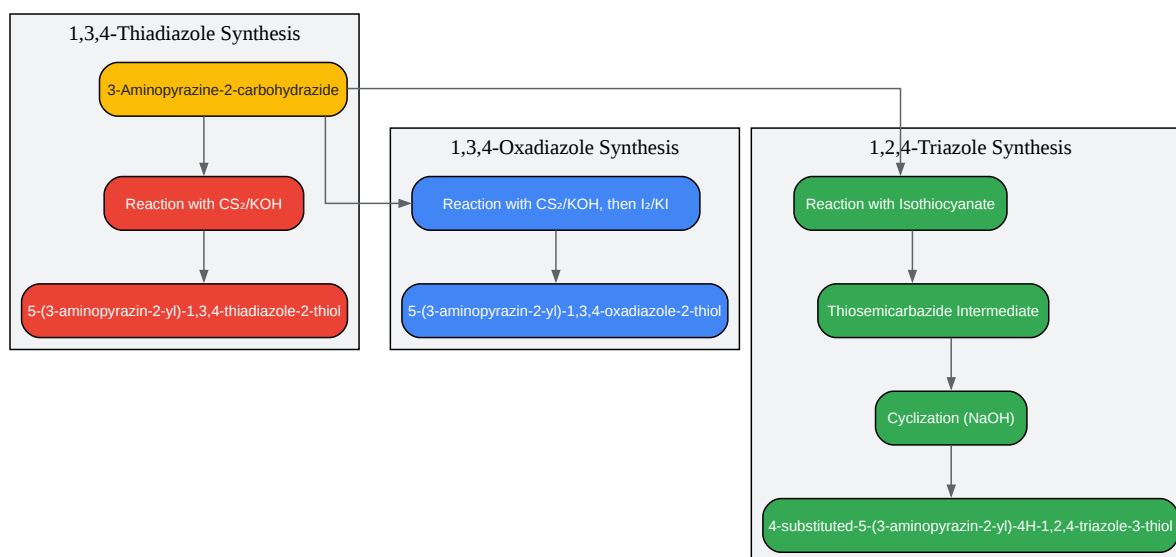 1,3,4-Thiadiazole Synthesis
3-Aminopyrazine-2-carbohydrazide
Reaction with CS₂/KOH
5-(3-aminopyrazin-2-yl)-1,3,4-thiadiazole-2-thiol
1,3,4-Oxadiazole Synthesis
Reaction with CS₂/KOH, then I₂/KI
5-(3-aminopyrazin-2-yl)-1,3,4-oxadiazole-2-thiol
1,2,4-Triazole Synthesis
Reaction with Isothiocyanate
Thiosemicarbazide Intermediate
Cyclization (NaOH)
4-substituted-5-(3-aminopyrazin-2-yl)-4H-1,2,4-triazole-3-thiol